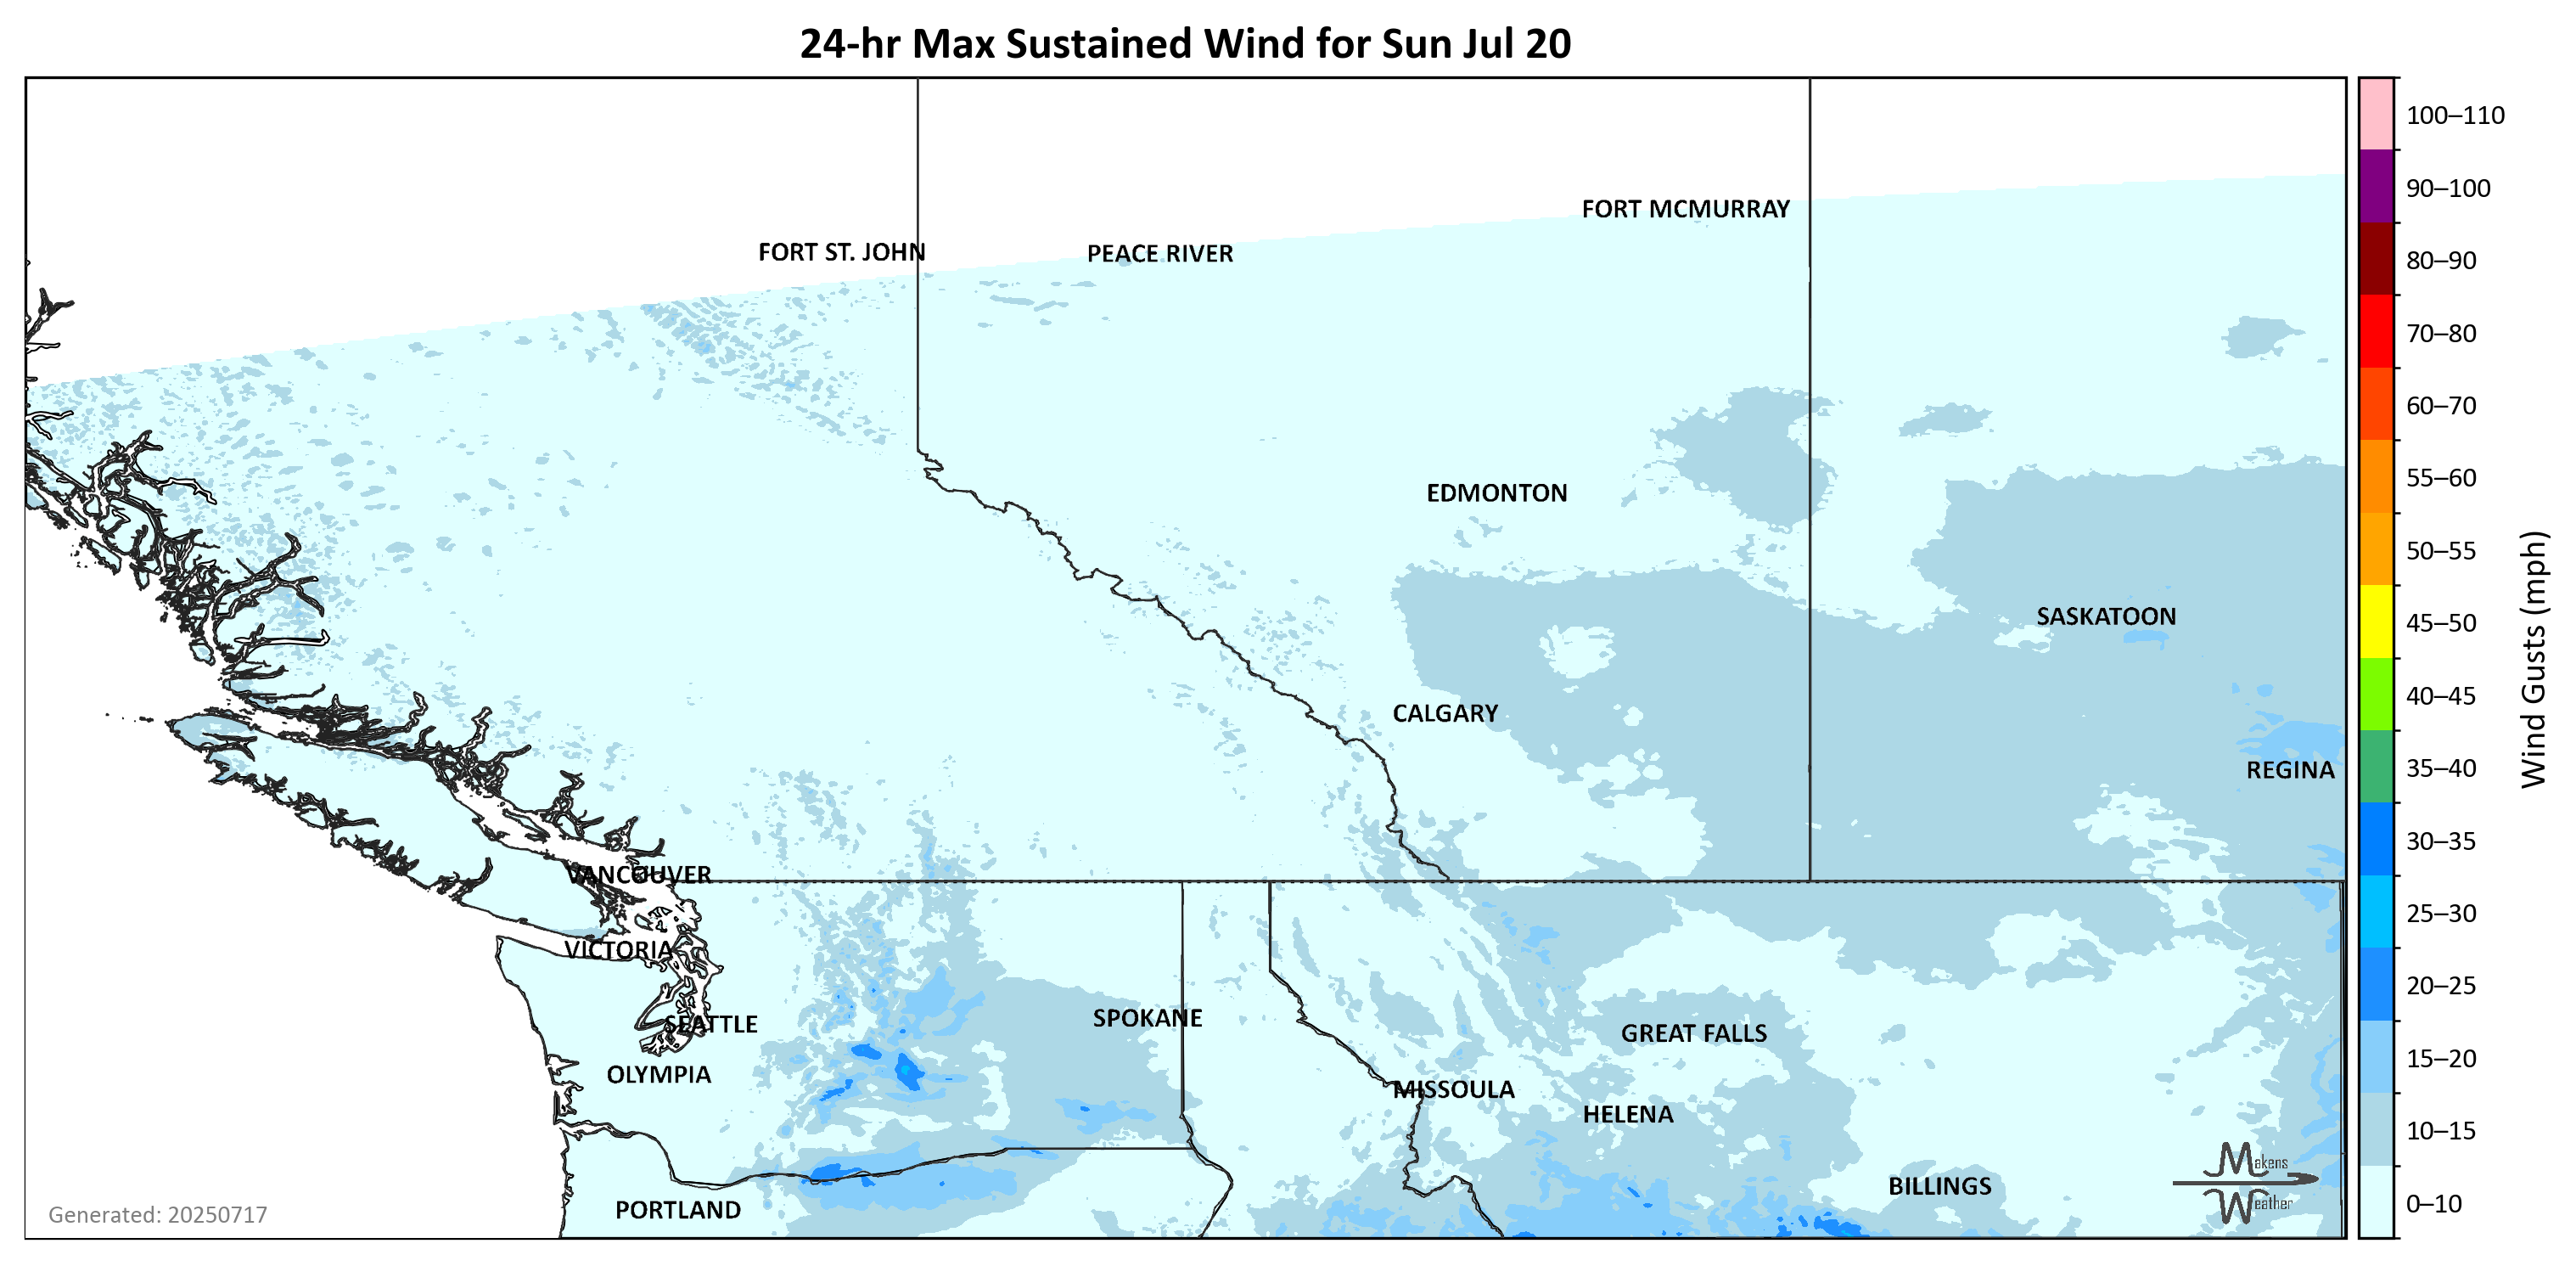 24-hr Max Sustained Wind for Sun Jul 20
100–110
90–100
80–90
70–80
60–70
55–60
50–55
45–50
40–45
35–40
30–35
25–30
20–25
15–20
10–15
0–10
Wind Gusts (mph)
FORT MCMURRAY
FORT ST. JOHN
PEACE RIVER
EDMONTON
SASKATOON
CALGARY
REGINA
VANCOUVER
VICTORIA
SEATTLE
SPOKANE
GREAT FALLS
OLYMPIA
MISSOULA
HELENA
BILLINGS
PORTLAND
Makens
Weather
Generated: 20250717